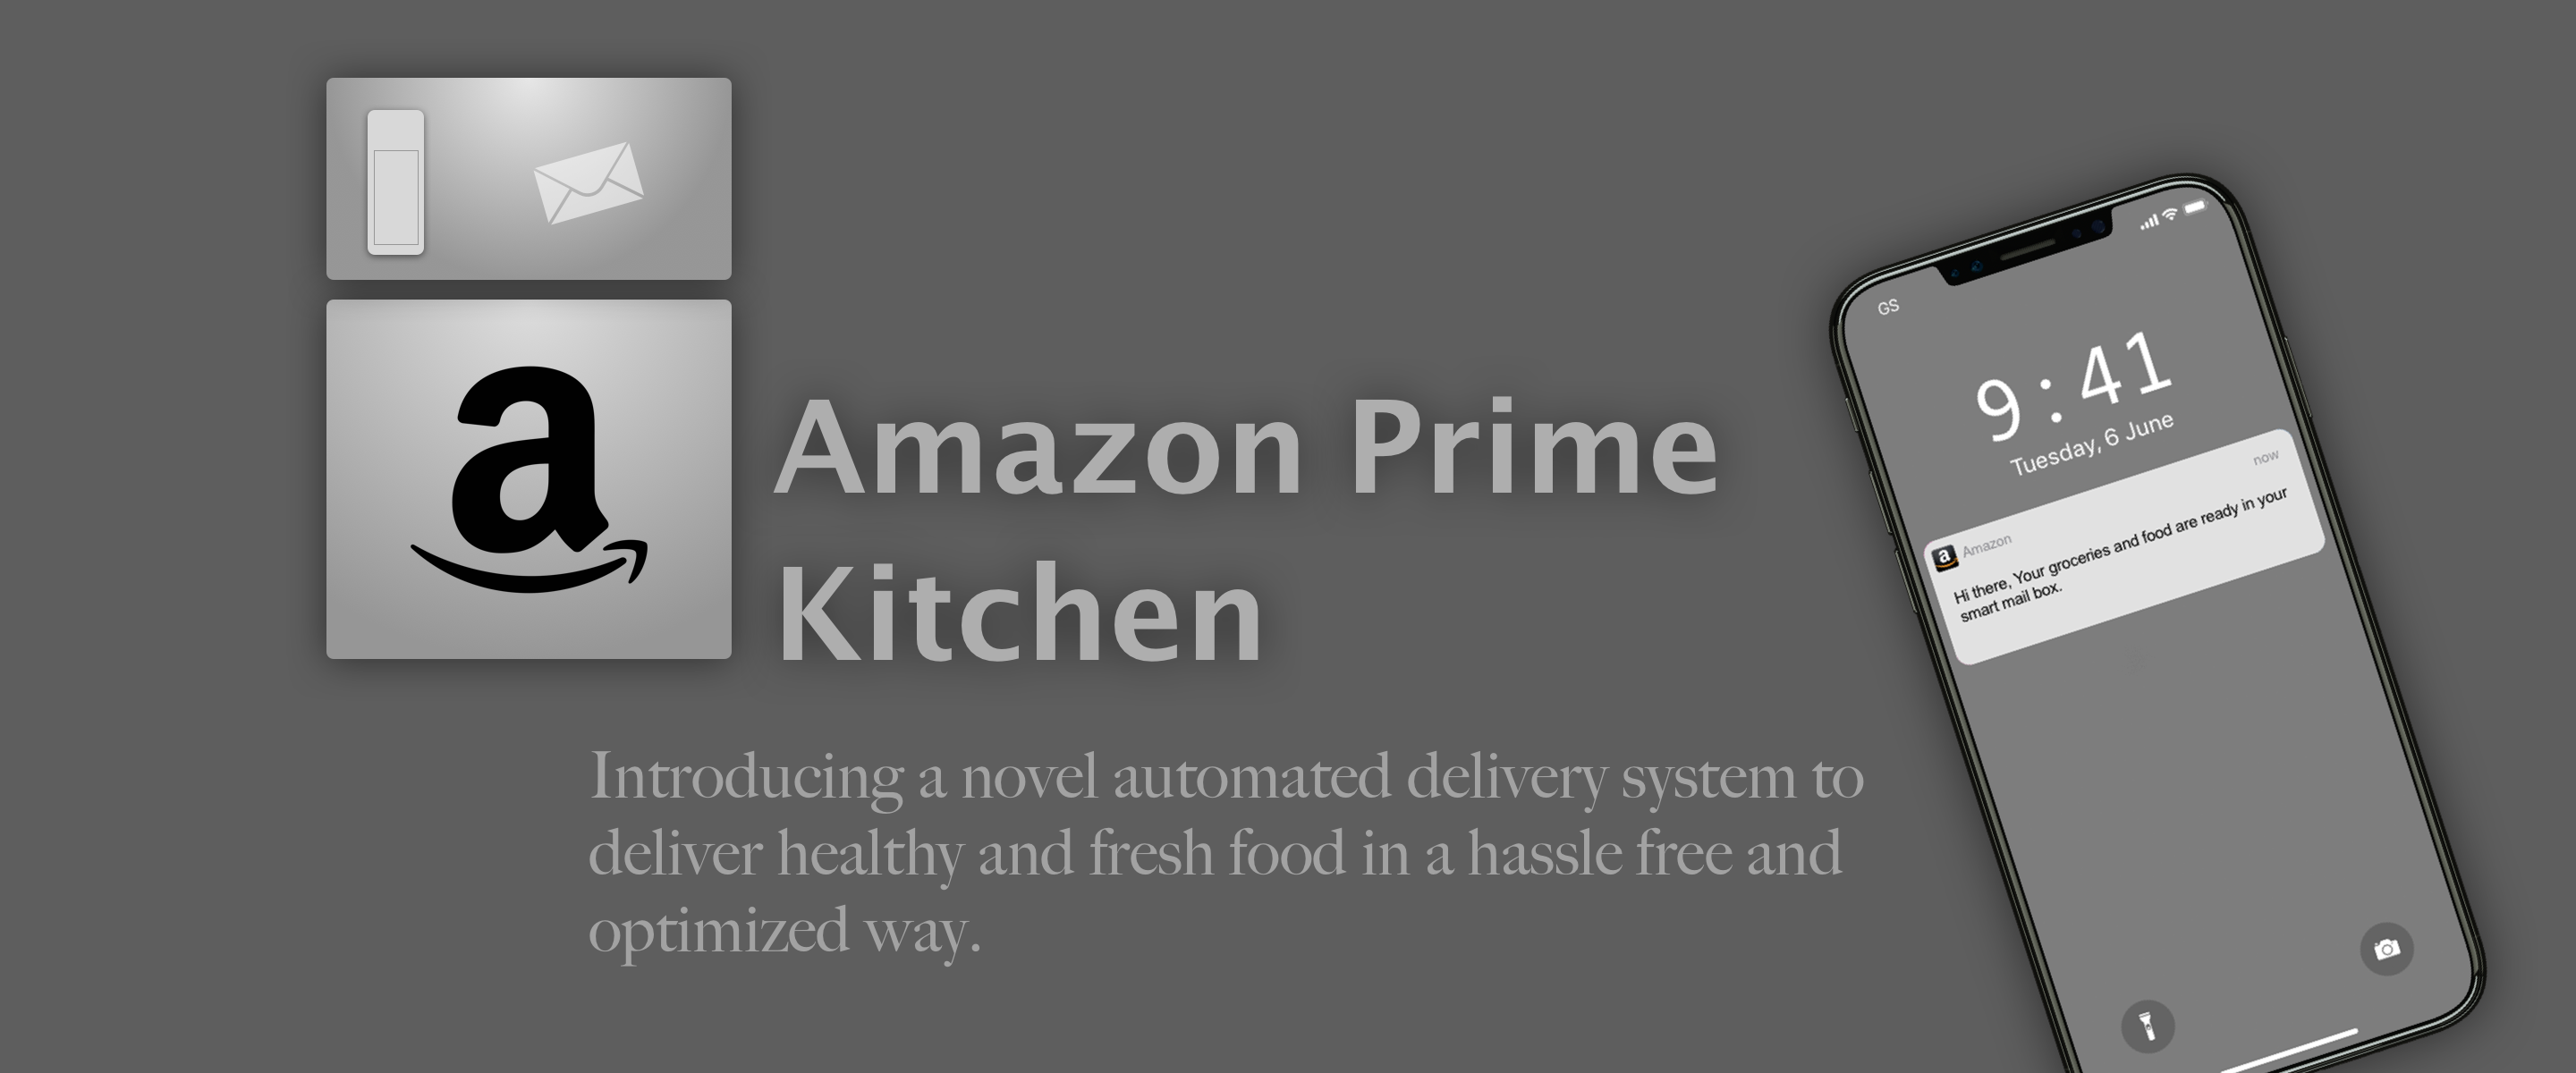 a
Amazon Prime
Kitchen
Introducing a novel automated delivery system to
deliver healthy and fresh food in a hassle free and
optimized way.
GS
9:41
Tuesday, 6 June
a Amazon now
Hi there, Your groceries and food are ready in your
smart mail box.